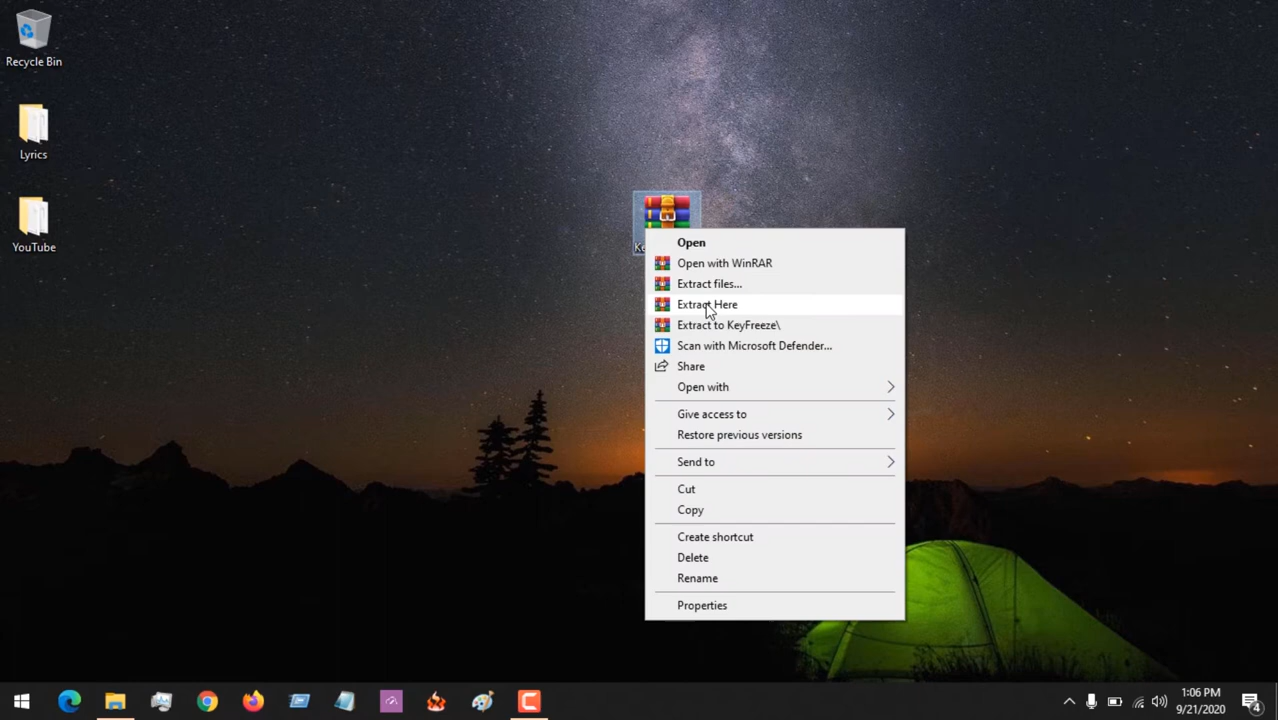 Recycle Bin
Lyrics
YouTube
Open
Open with WinRAR
Extract files...
Extract Here
Extract to KeyFreeze\
Scan with Microsoft Defender...
Share
Open with
Give access to
Restore previous versions
Send to
Cut
Copy
Create shortcut
Delete
Rename
Properties
1:06 PM
9/21/2020
4